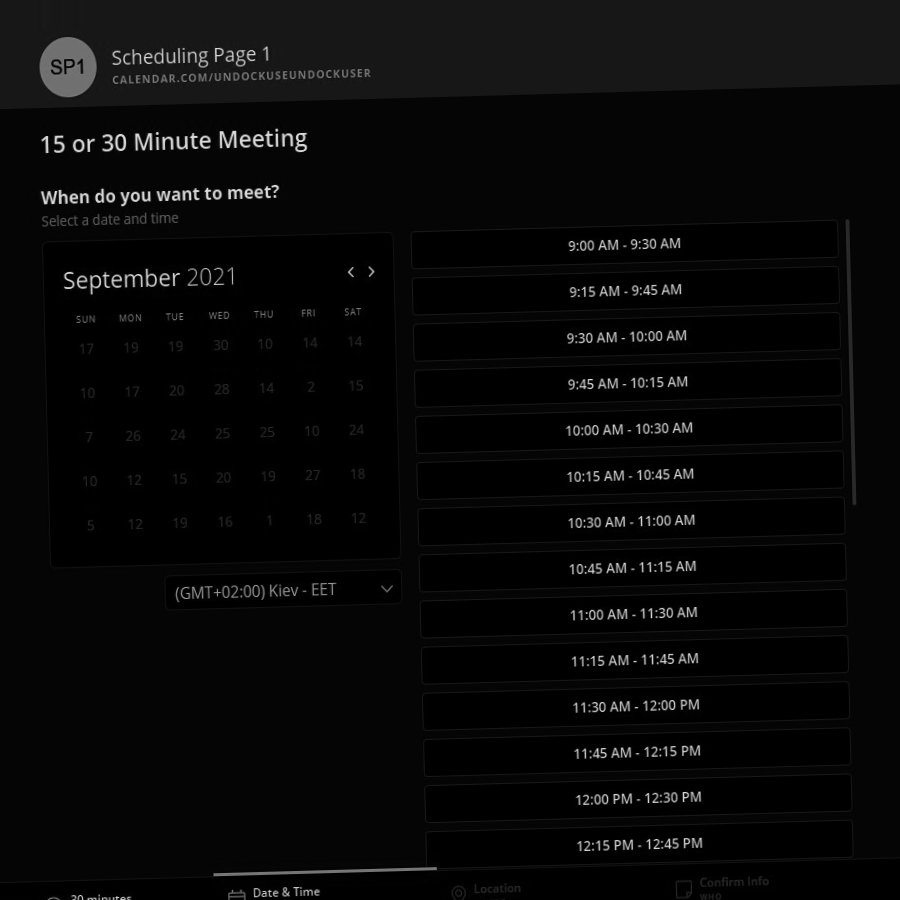 SP1
Scheduling Page 1
CALENDAR.COM/UNDOCKUSEUNDOCKUSER
15 or 30 Minute Meeting
When do you want to meet?
Select a date and time
September 2021
SUN MON TUE WED THU FRI SAT
17 19 19 30 10 14 14
10 17 20 28 14 2 15
7 26 24 25 25 10 24
10 12 15 20 19 27 18
5 12 19 16 1 18 12
(GMT+02:00) Kiev - EET
9:00 AM - 9:30 AM
9:15 AM - 9:45 AM
9:30 AM - 10:00 AM
9:45 AM - 10:15 AM
10:00 AM - 10:30 AM
10:15 AM - 10:45 AM
10:30 AM - 11:00 AM
10:45 AM - 11:15 AM
11:00 AM - 11:30 AM
11:15 AM - 11:45 AM
11:30 AM - 12:00 PM
11:45 AM - 12:15 PM
12:00 PM - 12:30 PM
12:15 PM - 12:45 PM
30 minutes
Date & Time
Location
Confirm Info
WHO